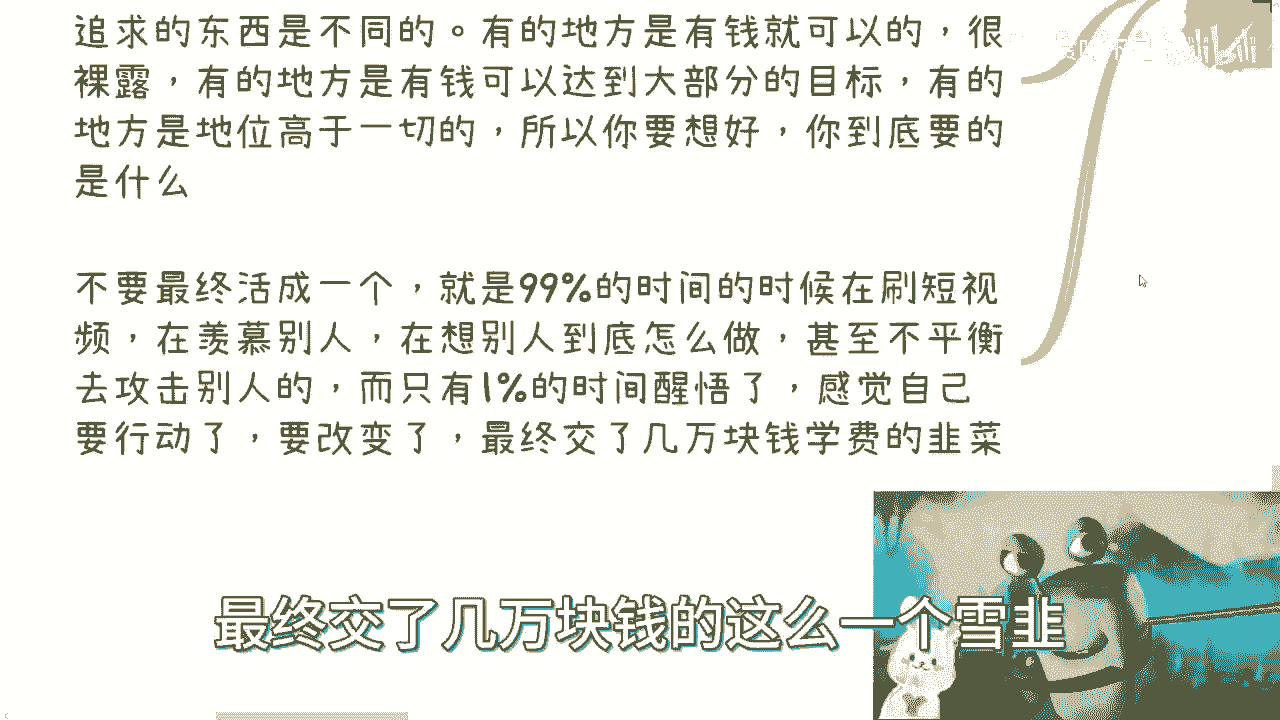 追求的东西是不同的。有的地方是有钱就可以的，很
裸露，有的地方是有钱可以达到大部分的目标，有的
地方是地位高于一切的，所以你要想好，你到底要的
是什么
不要最终活成一个，就是99%的时间的时候在刷短视
频，在羡慕别人，在想别人到底怎么做，甚至不平衡
去攻击别人的，而只有1%的时间醒悟了，感觉自己
要行动了，要改变了，最终交了几万块钱学费的韭菜
最终交了几万块钱的这么一个雪韭